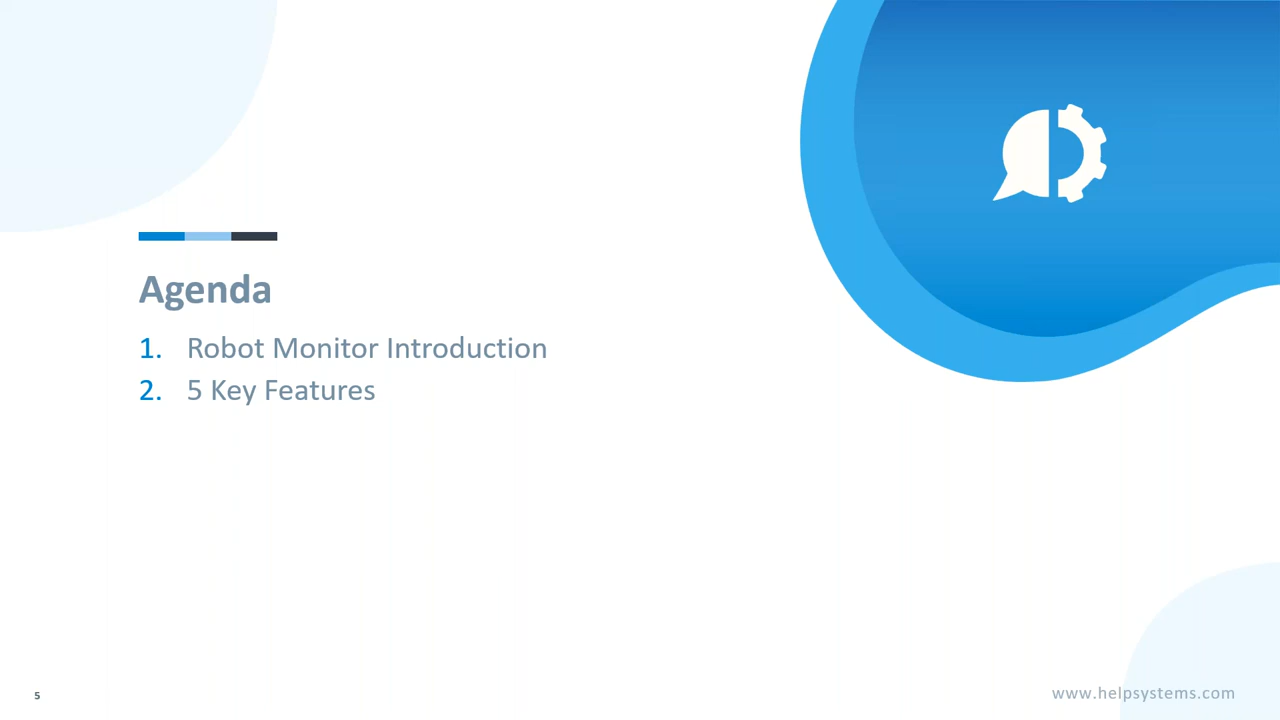 Agenda
1. Robot Monitor Introduction
2. 5 Key Features
5
www.helpsystems.com